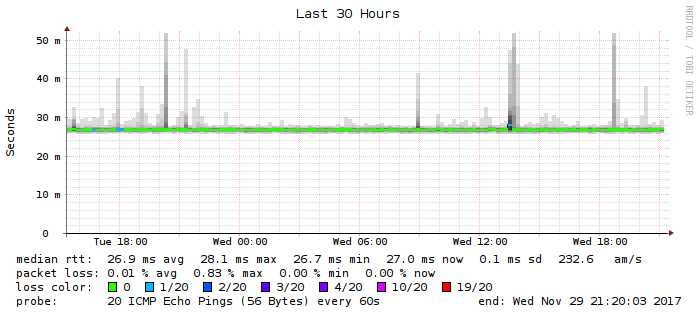 Last 30 Hours
RRDTOOL / TOBI OETIKER
Seconds
50 m
40 m
30 m
20 m
10 m
0
Tue 18:00 Wed 00:00 Wed 06:00 Wed 12:00 Wed 18:00
median rtt: 26.9 ms avg 28.1 ms max 26.7 ms min 27.0 ms now 0.1 ms sd 232.6 am/s
packet loss: 0.01 % avg 0.83 % max 0.00 % min 0.00 % now
loss color: 0 1/20 2/20 3/20 4/20 10/20 19/20
probe: 20 ICMP Echo Pings (56 Bytes) every 60s end: Wed Nov 29 21:20:03 2017